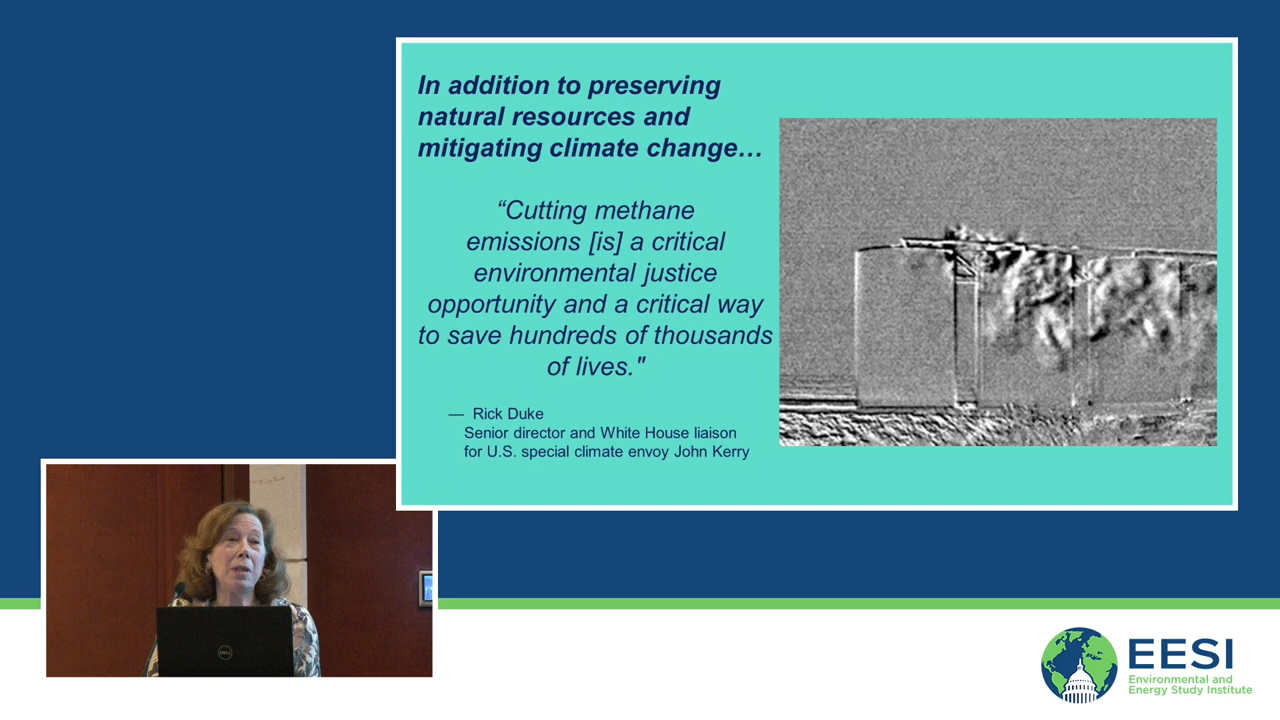 In addition to preserving
natural resources and
mitigating climate change…
“Cutting methane
emissions [is] a critical
environmental justice
opportunity and a critical way
to save hundreds of thousands
of lives."
— Rick Duke
Senior director and White House liaison
for U.S. special climate envoy John Kerry
DELL
EESI
Environmental and
Energy Study Institute